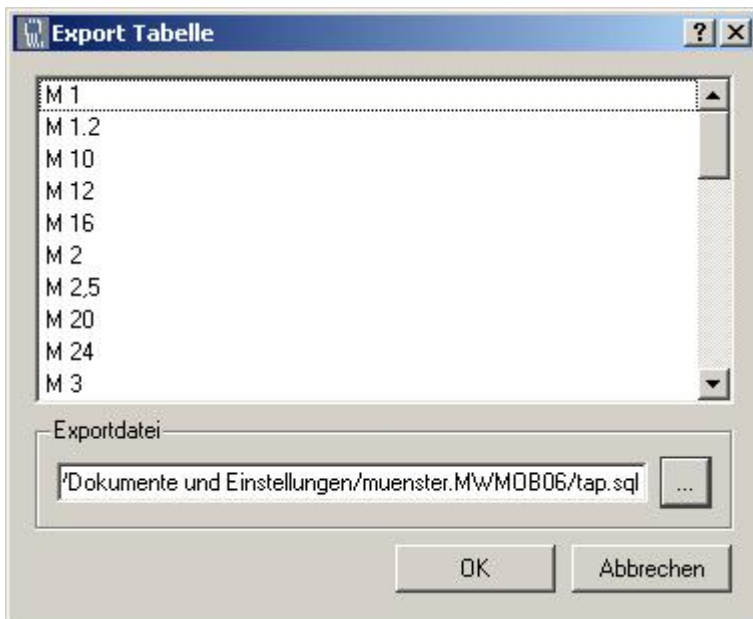 Export Tabelle
M 1
M 1.2
M 10
M 12
M 16
M 2
M 2,5
M 20
M 24
M 3
Exportdatei
/Dokumente und Einstellungen/muenster.MWMOB06/tap.sql ...
OK Abbrechen